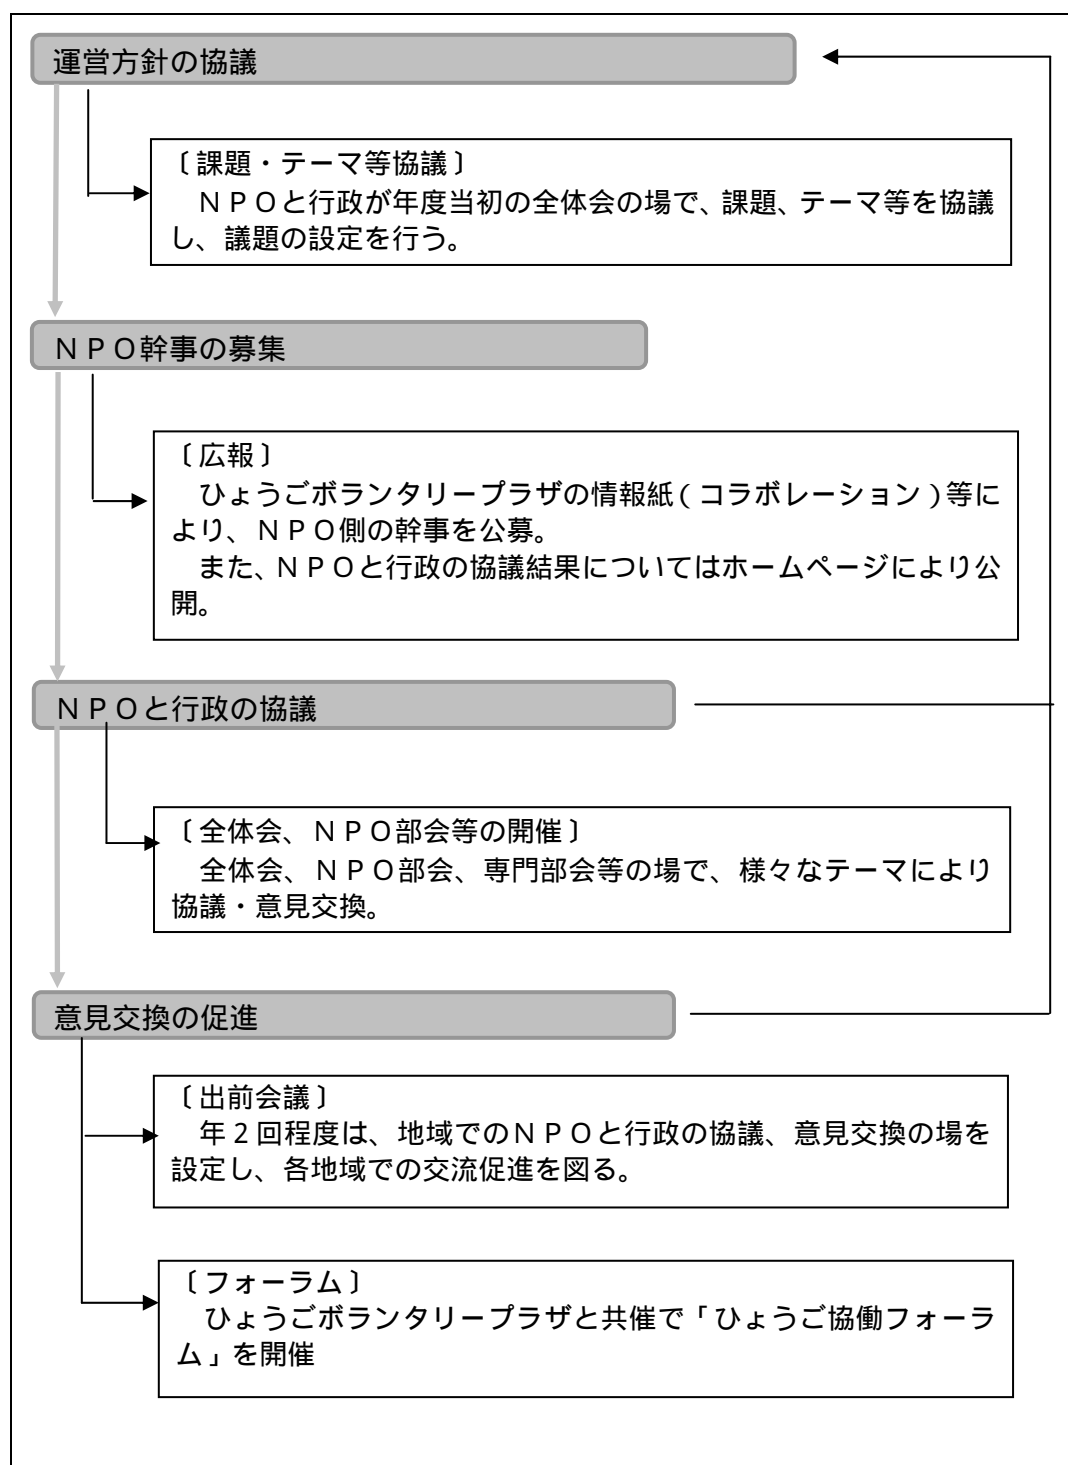 運営方針の協議
〔課題・テーマ等協議〕
　ＮＰＯと行政が年度当初の全体会の場で、課題、テーマ等を協議
し、議題の設定を行う。
ＮＰＯ幹事の募集
〔広報〕
　ひょうごボランタリープラザの情報紙（コラボレーション）等に
より、ＮＰＯ側の幹事を公募。
　また、ＮＰＯと行政の協議結果についてはホームページにより公
開。
ＮＰＯと行政の協議
〔全体会、ＮＰＯ部会等の開催〕
　全体会、ＮＰＯ部会、専門部会等の場で、様々なテーマにより
協議・意見交換。
意見交換の促進
〔出前会議〕
　年２回程度は、地域でのＮＰＯと行政の協議、意見交換の場を
設定し、各地域での交流促進を図る。
〔フォーラム〕
　ひょうごボランタリープラザと共催で「ひょうご協働フォーラ
ム」を開催